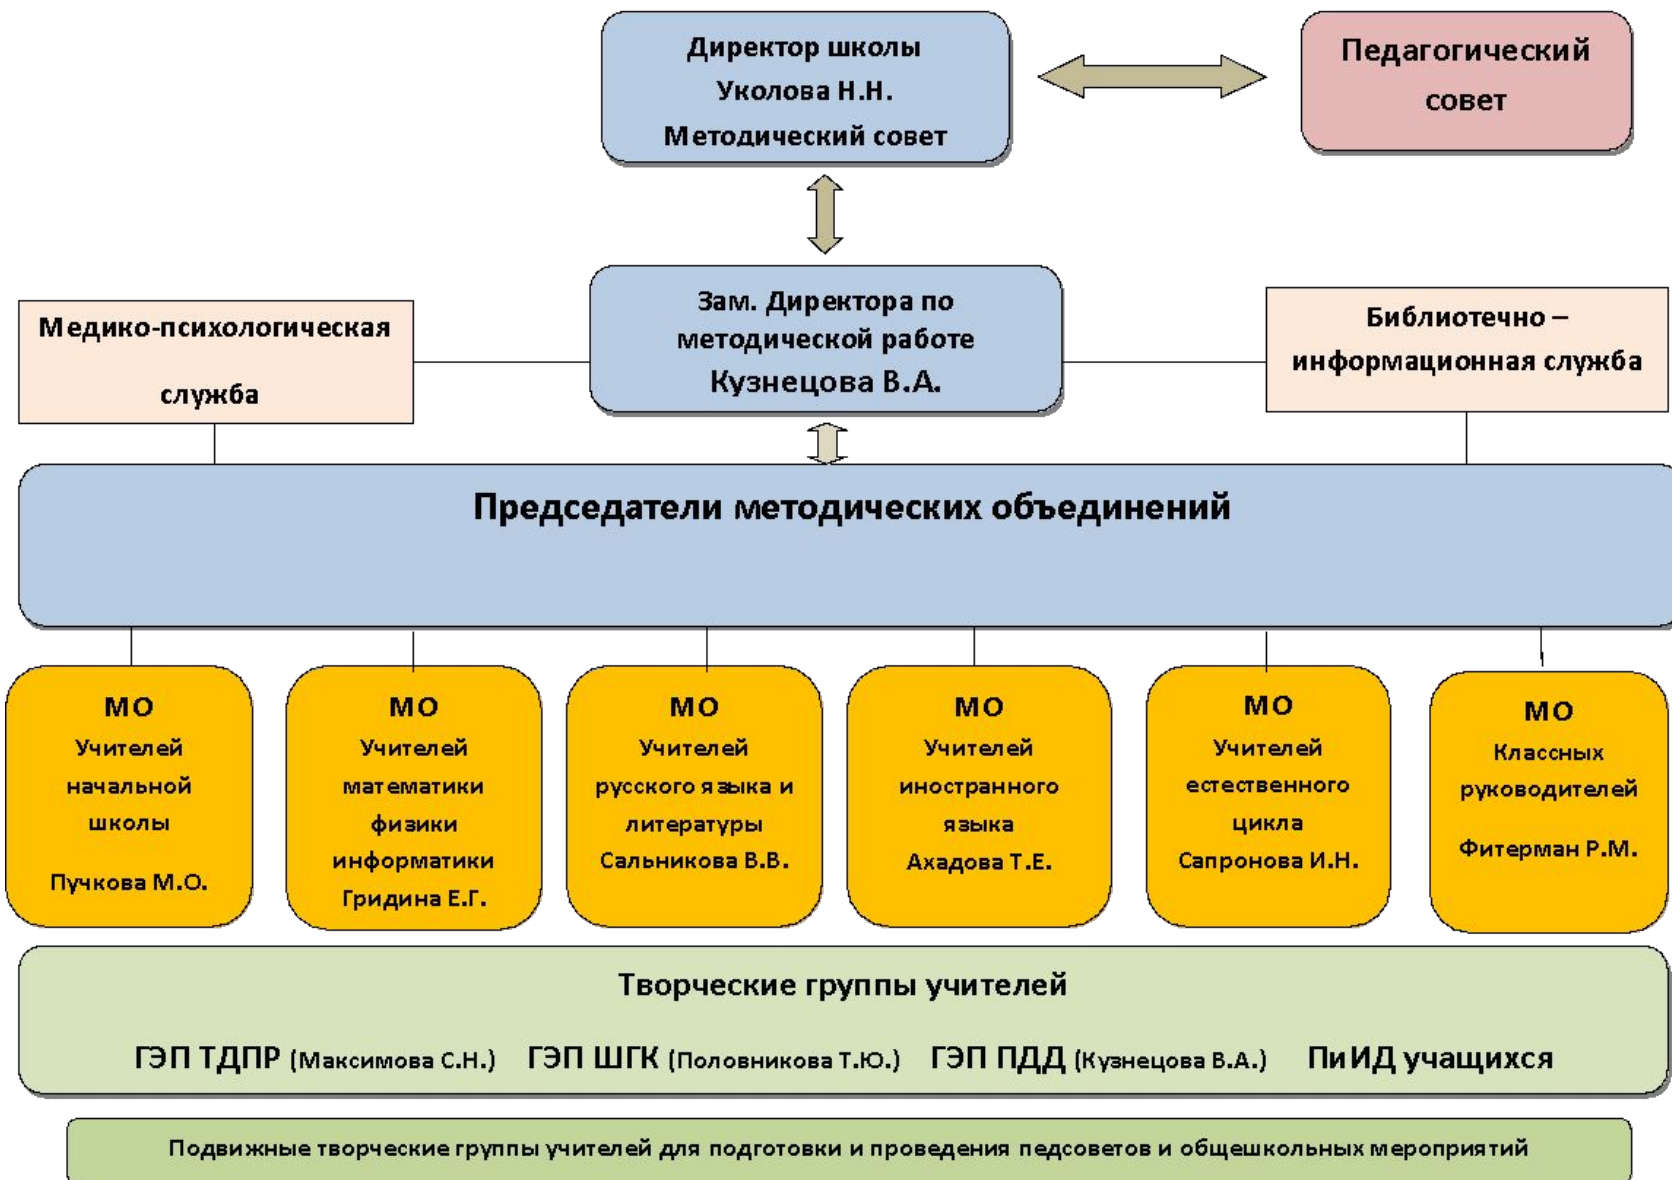 Директор школы
Уколова Н.Н.
Методический совет
Педагогический
совет
Зам. Директора по
методической работе
Кузнецова В.А.
Медико-психологическая
служба
Библиотечно –
информационная служба
Председатели методических объединений
МО
Учителей
начальной
школы
Пучкова М.О.
МО
Учителей
математики
физики
информатики
Гридина Е.Г.
МО
Учителей
русского языка и
литературы
Сальникова В.В.
МО
Учителей
иностранного
языка
Ахадова Т.Е.
МО
Учителей
естественного
цикла
Сапронова И.Н.
МО
Классных
руководителей
Фитерман Р.М.
Творческие группы учителей
ГЭП ТДПР (Максимова С.Н.) ГЭП ШГК (Половникова Т.Ю.) ГЭП ПДД (Кузнецова В.А.) ПиИД учащихся
Подвижные творческие группы учителей для подготовки и проведения педсоветов и общешкольных мероприятий